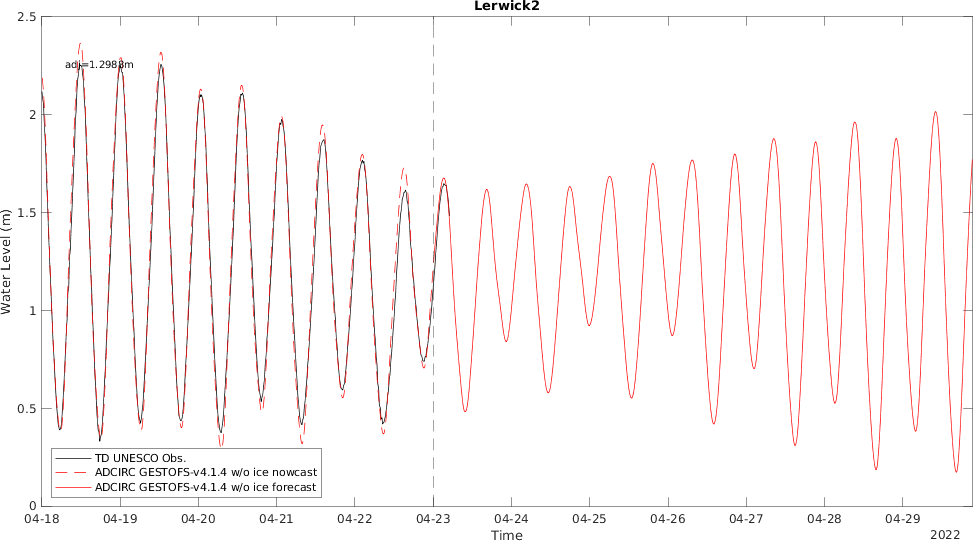 Lerwick2
2.5
2
1.5
1
0.5
0
Water Level (m)
adj=1.2988m
TD UNESCO Obs.
ADCIRC GESTOFS-v4.1.4 w/o ice nowcast
ADCIRC GESTOFS-v4.1.4 w/o ice forecast
04-18 04-19 04-20 04-21 04-22 04-23 04-24 04-25 04-26 04-27 04-28 04-29
Time
2022